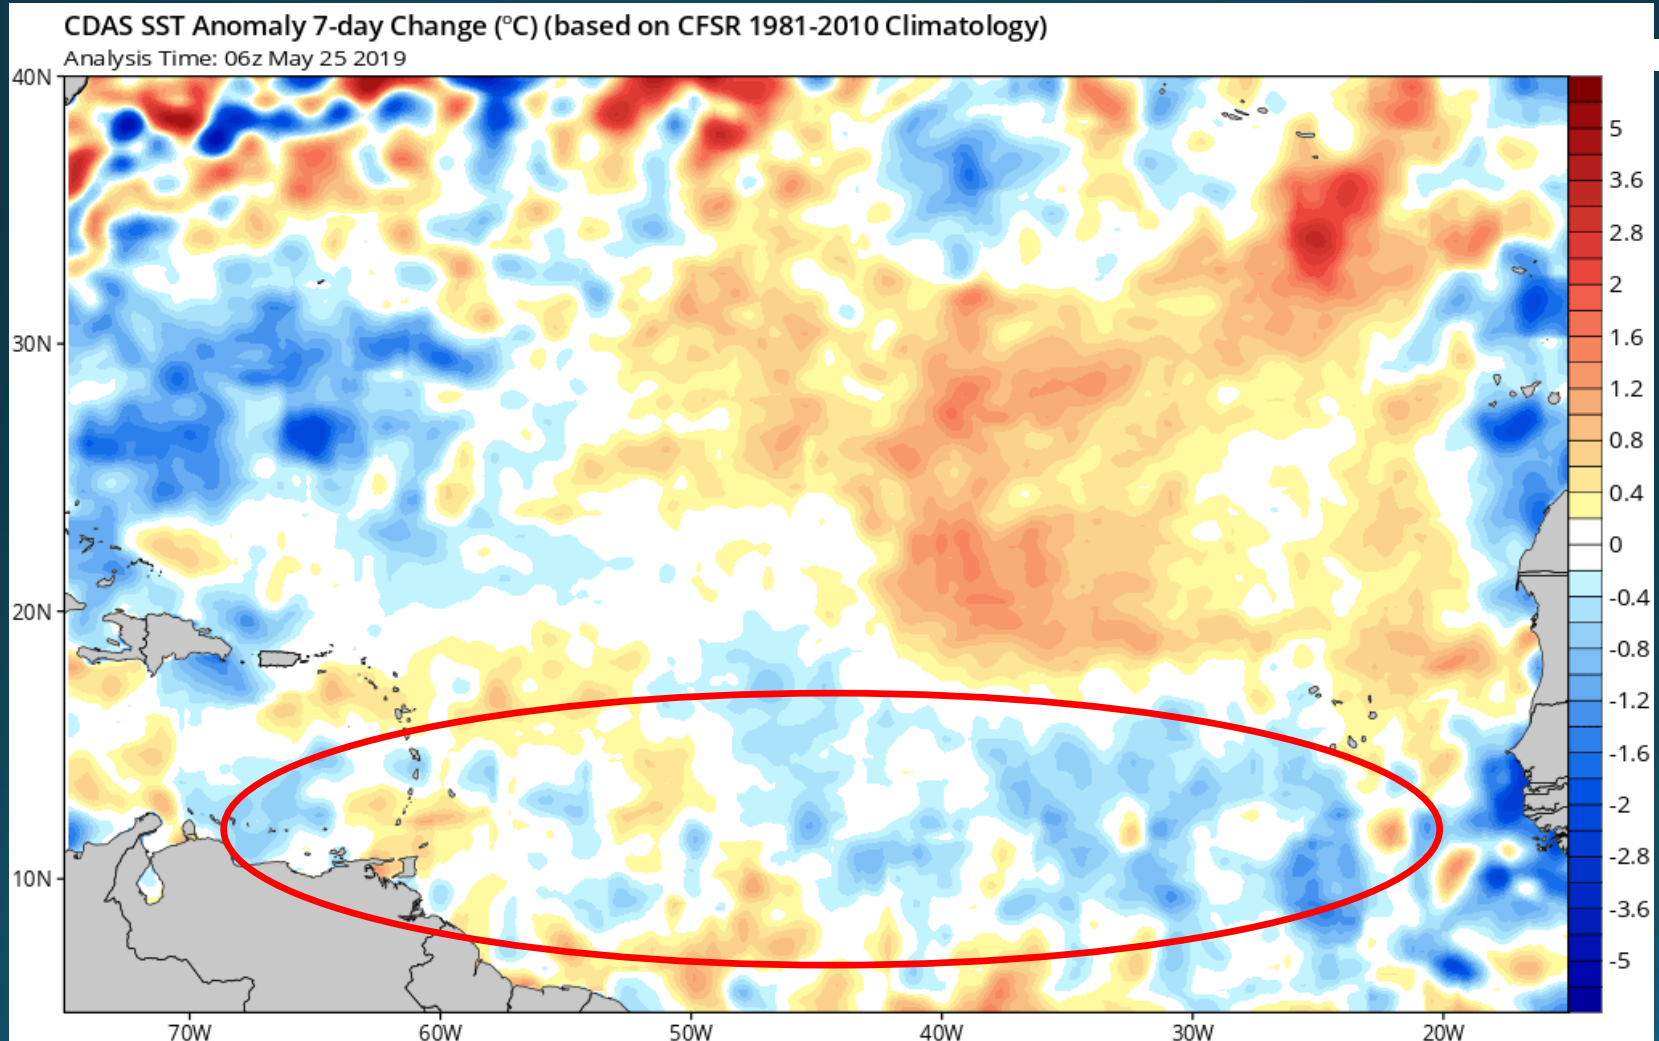 CDAS SST Anomaly 7-day Change (°C) (based on CFSR 1981-2010 Climatology)
Analysis Time: 06z May 25 2019
40N
30N
20N
10N
70W 60W 50W 40W 30W 20W
5
3.6
2.8
2
1.6
1.2
0.8
0.4
0
-0.4
-0.8
-1.2
-1.6
-2
-2.8
-3.6
-5